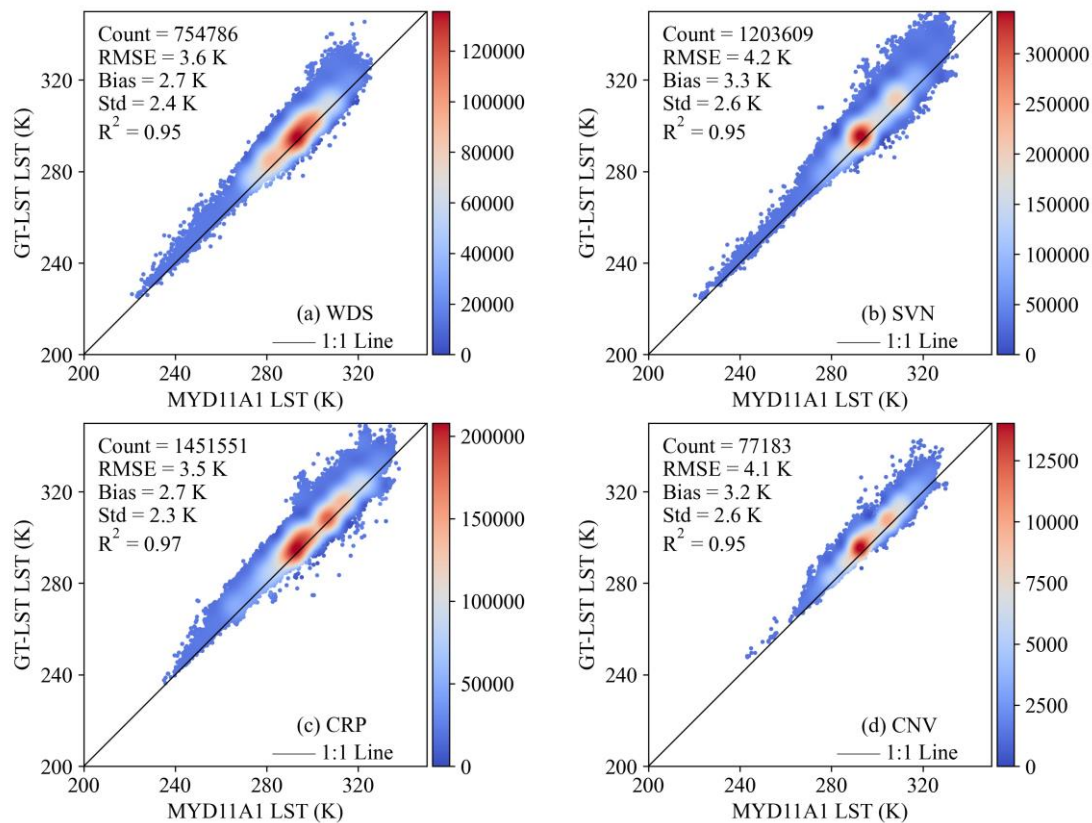 Count = 754786
RMSE = 3.6 K
Bias = 2.7 K
Std = 2.4 K
R² = 0.95
320
280
240
200
GT-LST LST (K)
(a) WDS
1:1 Line
200 240 280 320
MYD11A1 LST (K)
120000
100000
80000
60000
40000
20000
0
Count = 1203609
RMSE = 4.2 K
Bias = 3.3 K
Std = 2.6 K
R² = 0.95
320
280
240
200
GT-LST LST (K)
(b) SVN
1:1 Line
200 240 280 320
MYD11A1 LST (K)
300000
250000
200000
150000
100000
50000
0
Count = 1451551
RMSE = 3.5 K
Bias = 2.7 K
Std = 2.3 K
R² = 0.97
320
280
240
200
GT-LST LST (K)
(c) CRP
1:1 Line
200 240 280 320
MYD11A1 LST (K)
200000
150000
100000
50000
0
Count = 77183
RMSE = 4.1 K
Bias = 3.2 K
Std = 2.6 K
R² = 0.95
320
280
240
200
GT-LST LST (K)
(d) CNV
1:1 Line
200 240 280 320
MYD11A1 LST (K)
12500
10000
7500
5000
2500
0